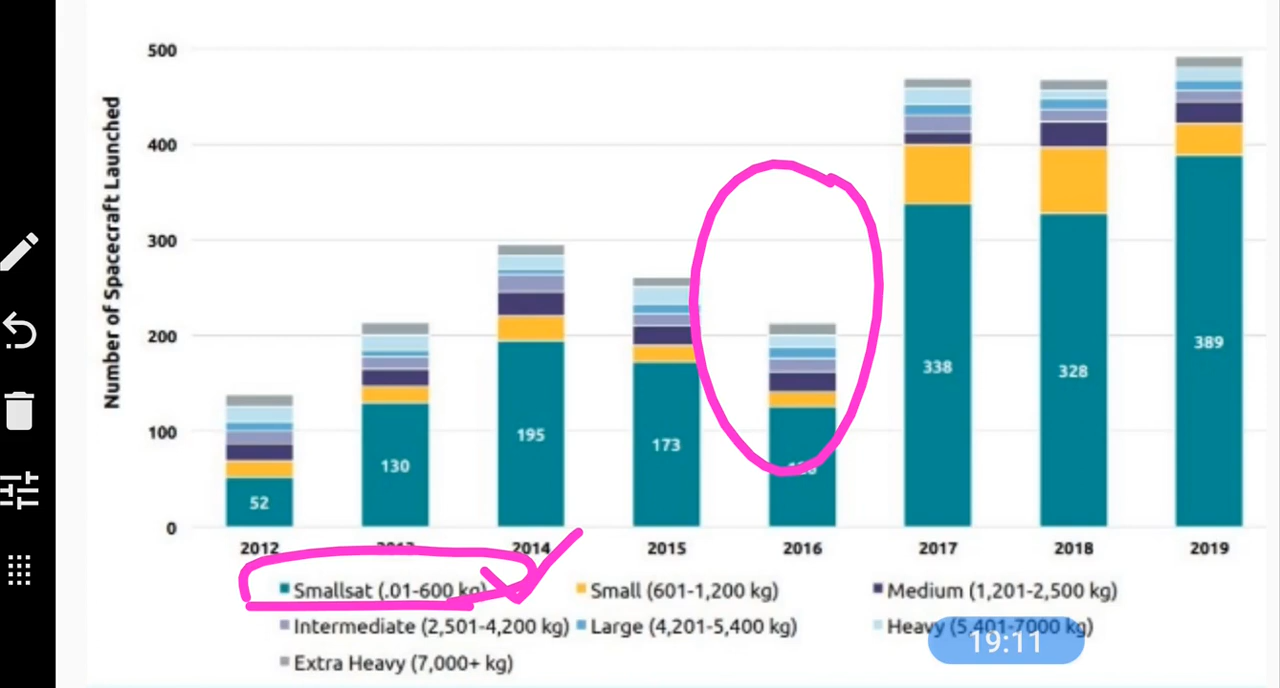 500
400
300
200
100
0
Number of Spacecraft Launched
52
130
195
173
338
328
389
2012
2013
2014
2015
2016
2017
2018
2019
Smallsat (.01-600 kg)
Small (601-1,200 kg)
Medium (1,201-2,500 kg)
Intermediate (2,501-4,200 kg)
Large (4,201-5,400 kg)
Heavy (5,401-7000 kg)
Extra Heavy (7,000+ kg)
19:11